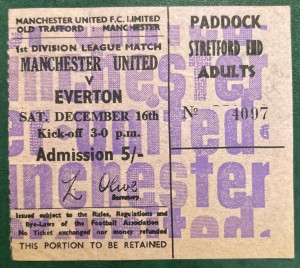 MANCHESTER UNITED F.C. LIMITED
OLD TRAFFORD MANCHESTER
1st DIVISION LEAGUE MATCH
MANCHESTER UNITED
v
EVERTON
SAT. DECEMBER 16th
Kick-off 3-0 p.m.
Admission 5/-
L. Olive
Secretary.
Issued subject to the Rules, Regulations and
Bye-Laws of the Football Association
No Ticket exchanged nor money refunded
THIS PORTION TO BE RETAINED
PADDOCK
STRETFORD END
ADULTS
No 4097